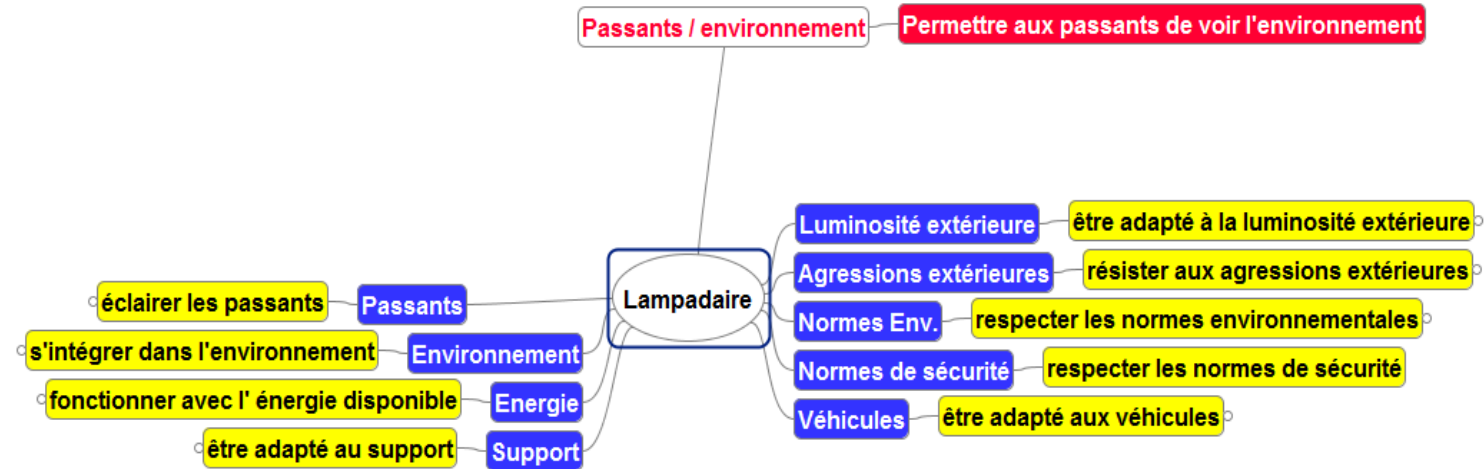 Passants / environnement
Permettre aux passants de voir l'environnement
Lampadaire
Luminosité extérieure
être adapté à la luminosité extérieure
Agressions extérieures
résister aux agressions extérieures
Normes Env.
respecter les normes environnementales
Normes de sécurité
respecter les normes de sécurité
Véhicules
être adapté aux véhicules
éclairer les passants
Passants
s'intégrer dans l'environnement
Environnement
fonctionner avec l' énergie disponible
Energie
être adapté au support
Support